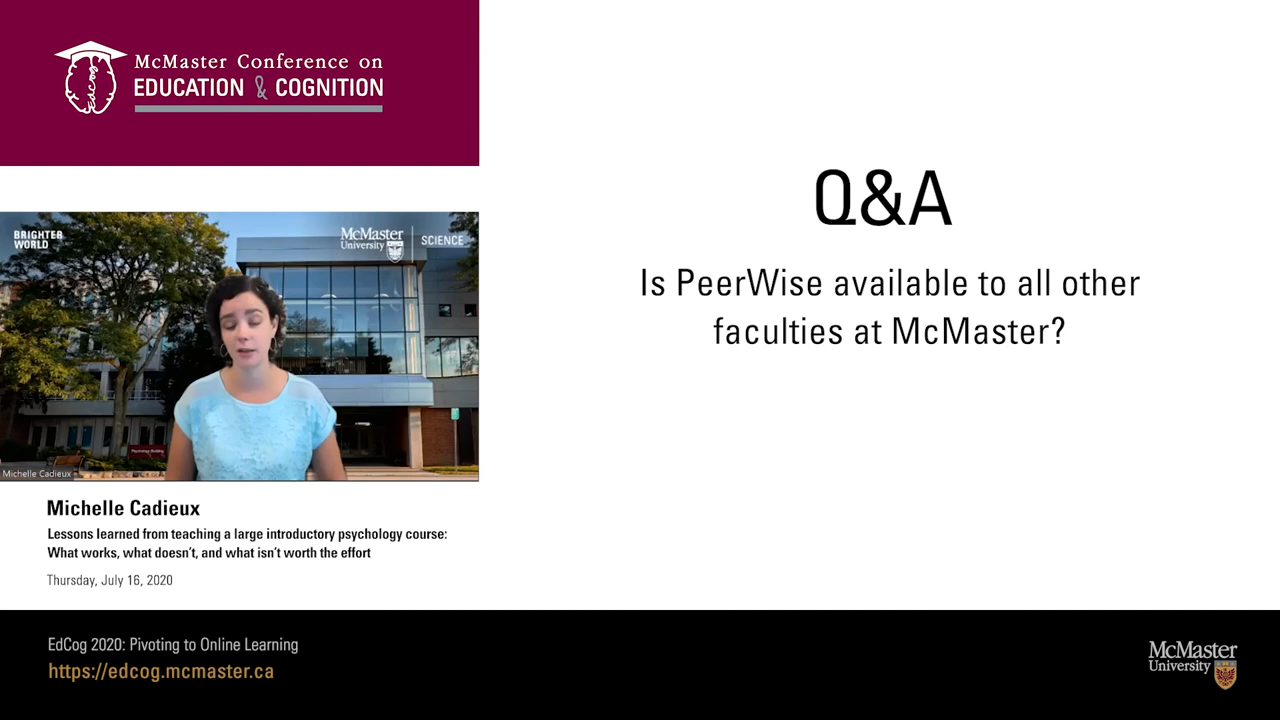 McMaster Conference on
EDUCATION & COGNITION
edcog
BRIGHTER
WORLD
McMaster
University
SCIENCE
Michelle Cadieux
Q&A
Is PeerWise available to all other
faculties at McMaster?
Michelle Cadieux
Lessons learned from teaching a large introductory psychology course:
What works, what doesn't, and what isn't worth the effort
Thursday, July 16, 2020
EdCog 2020: Pivoting to Online Learning
https://edcog.mcmaster.ca
McMaster
University